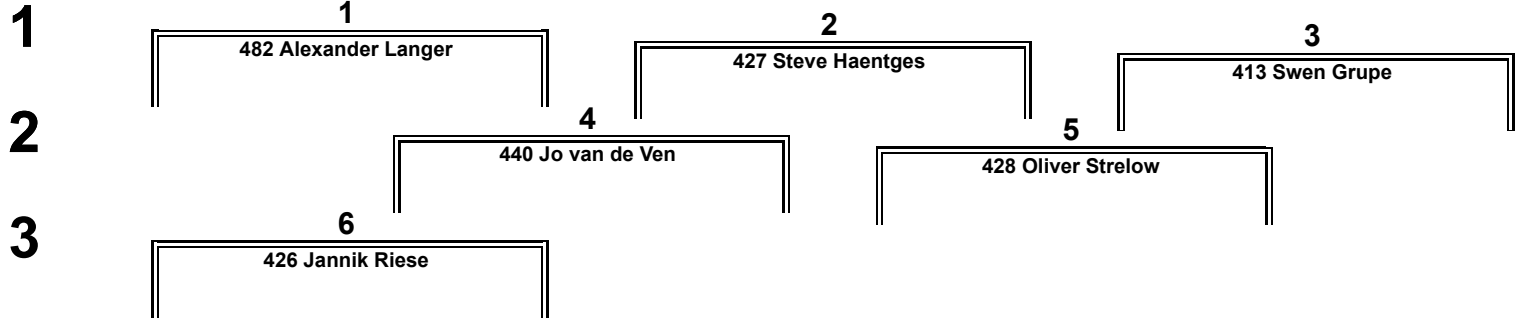 1
1
482 Alexander Langer
2
427 Steve Haentges
3
413 Swen Grupe
2
4
440 Jo van de Ven
5
428 Oliver Strelow
3
6
426 Jannik Riese